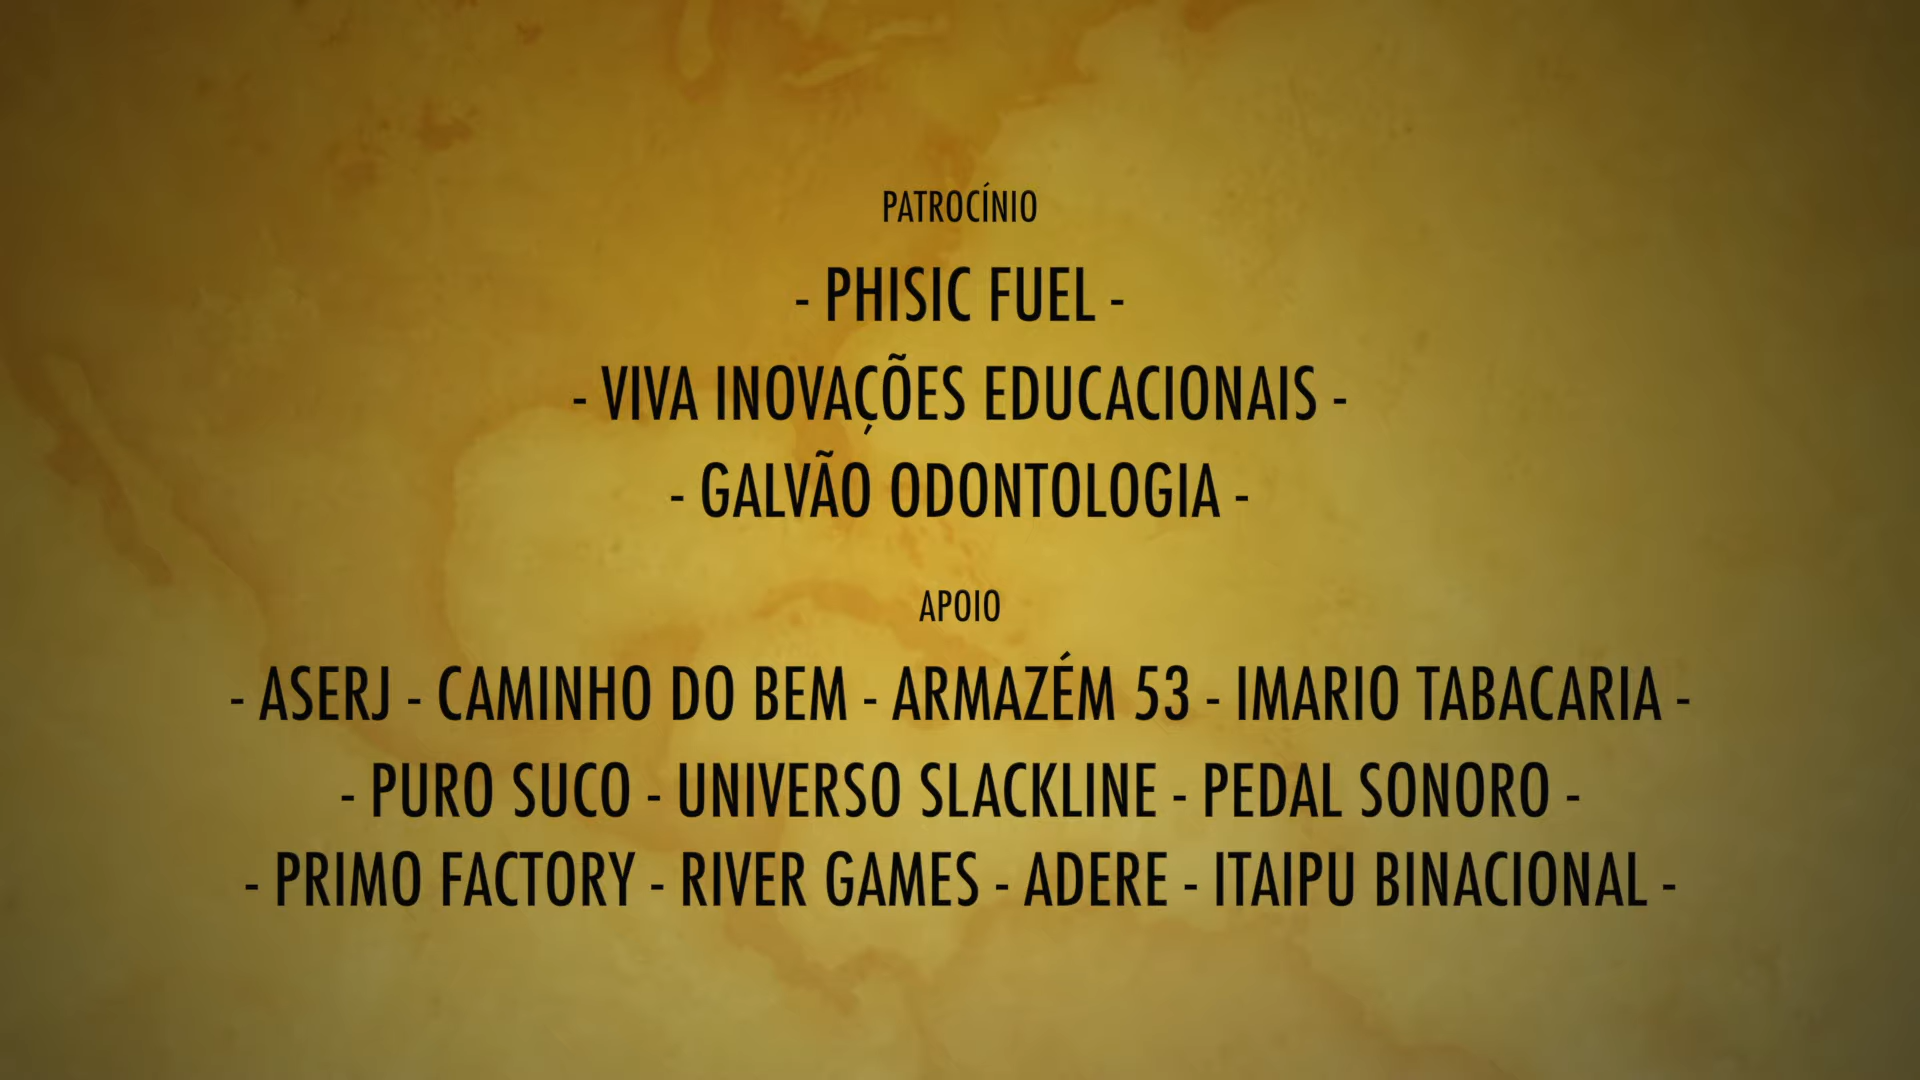 PATROCÍNIO
- PHISIC FUEL -
- VIVA INOVAÇÕES EDUCACIONAIS -
- GALVÃO ODONTOLOGIA -
APOIO
- ASERJ - CAMINHO DO BEM - ARMAZÉM 53 - IMARIO TABACARIA -
- PURO SUCO - UNIVERSO SLACKLINE - PEDAL SONORO -
- PRIMO FACTORY - RIVER GAMES - ADERE - ITAIPU BINACIONAL -